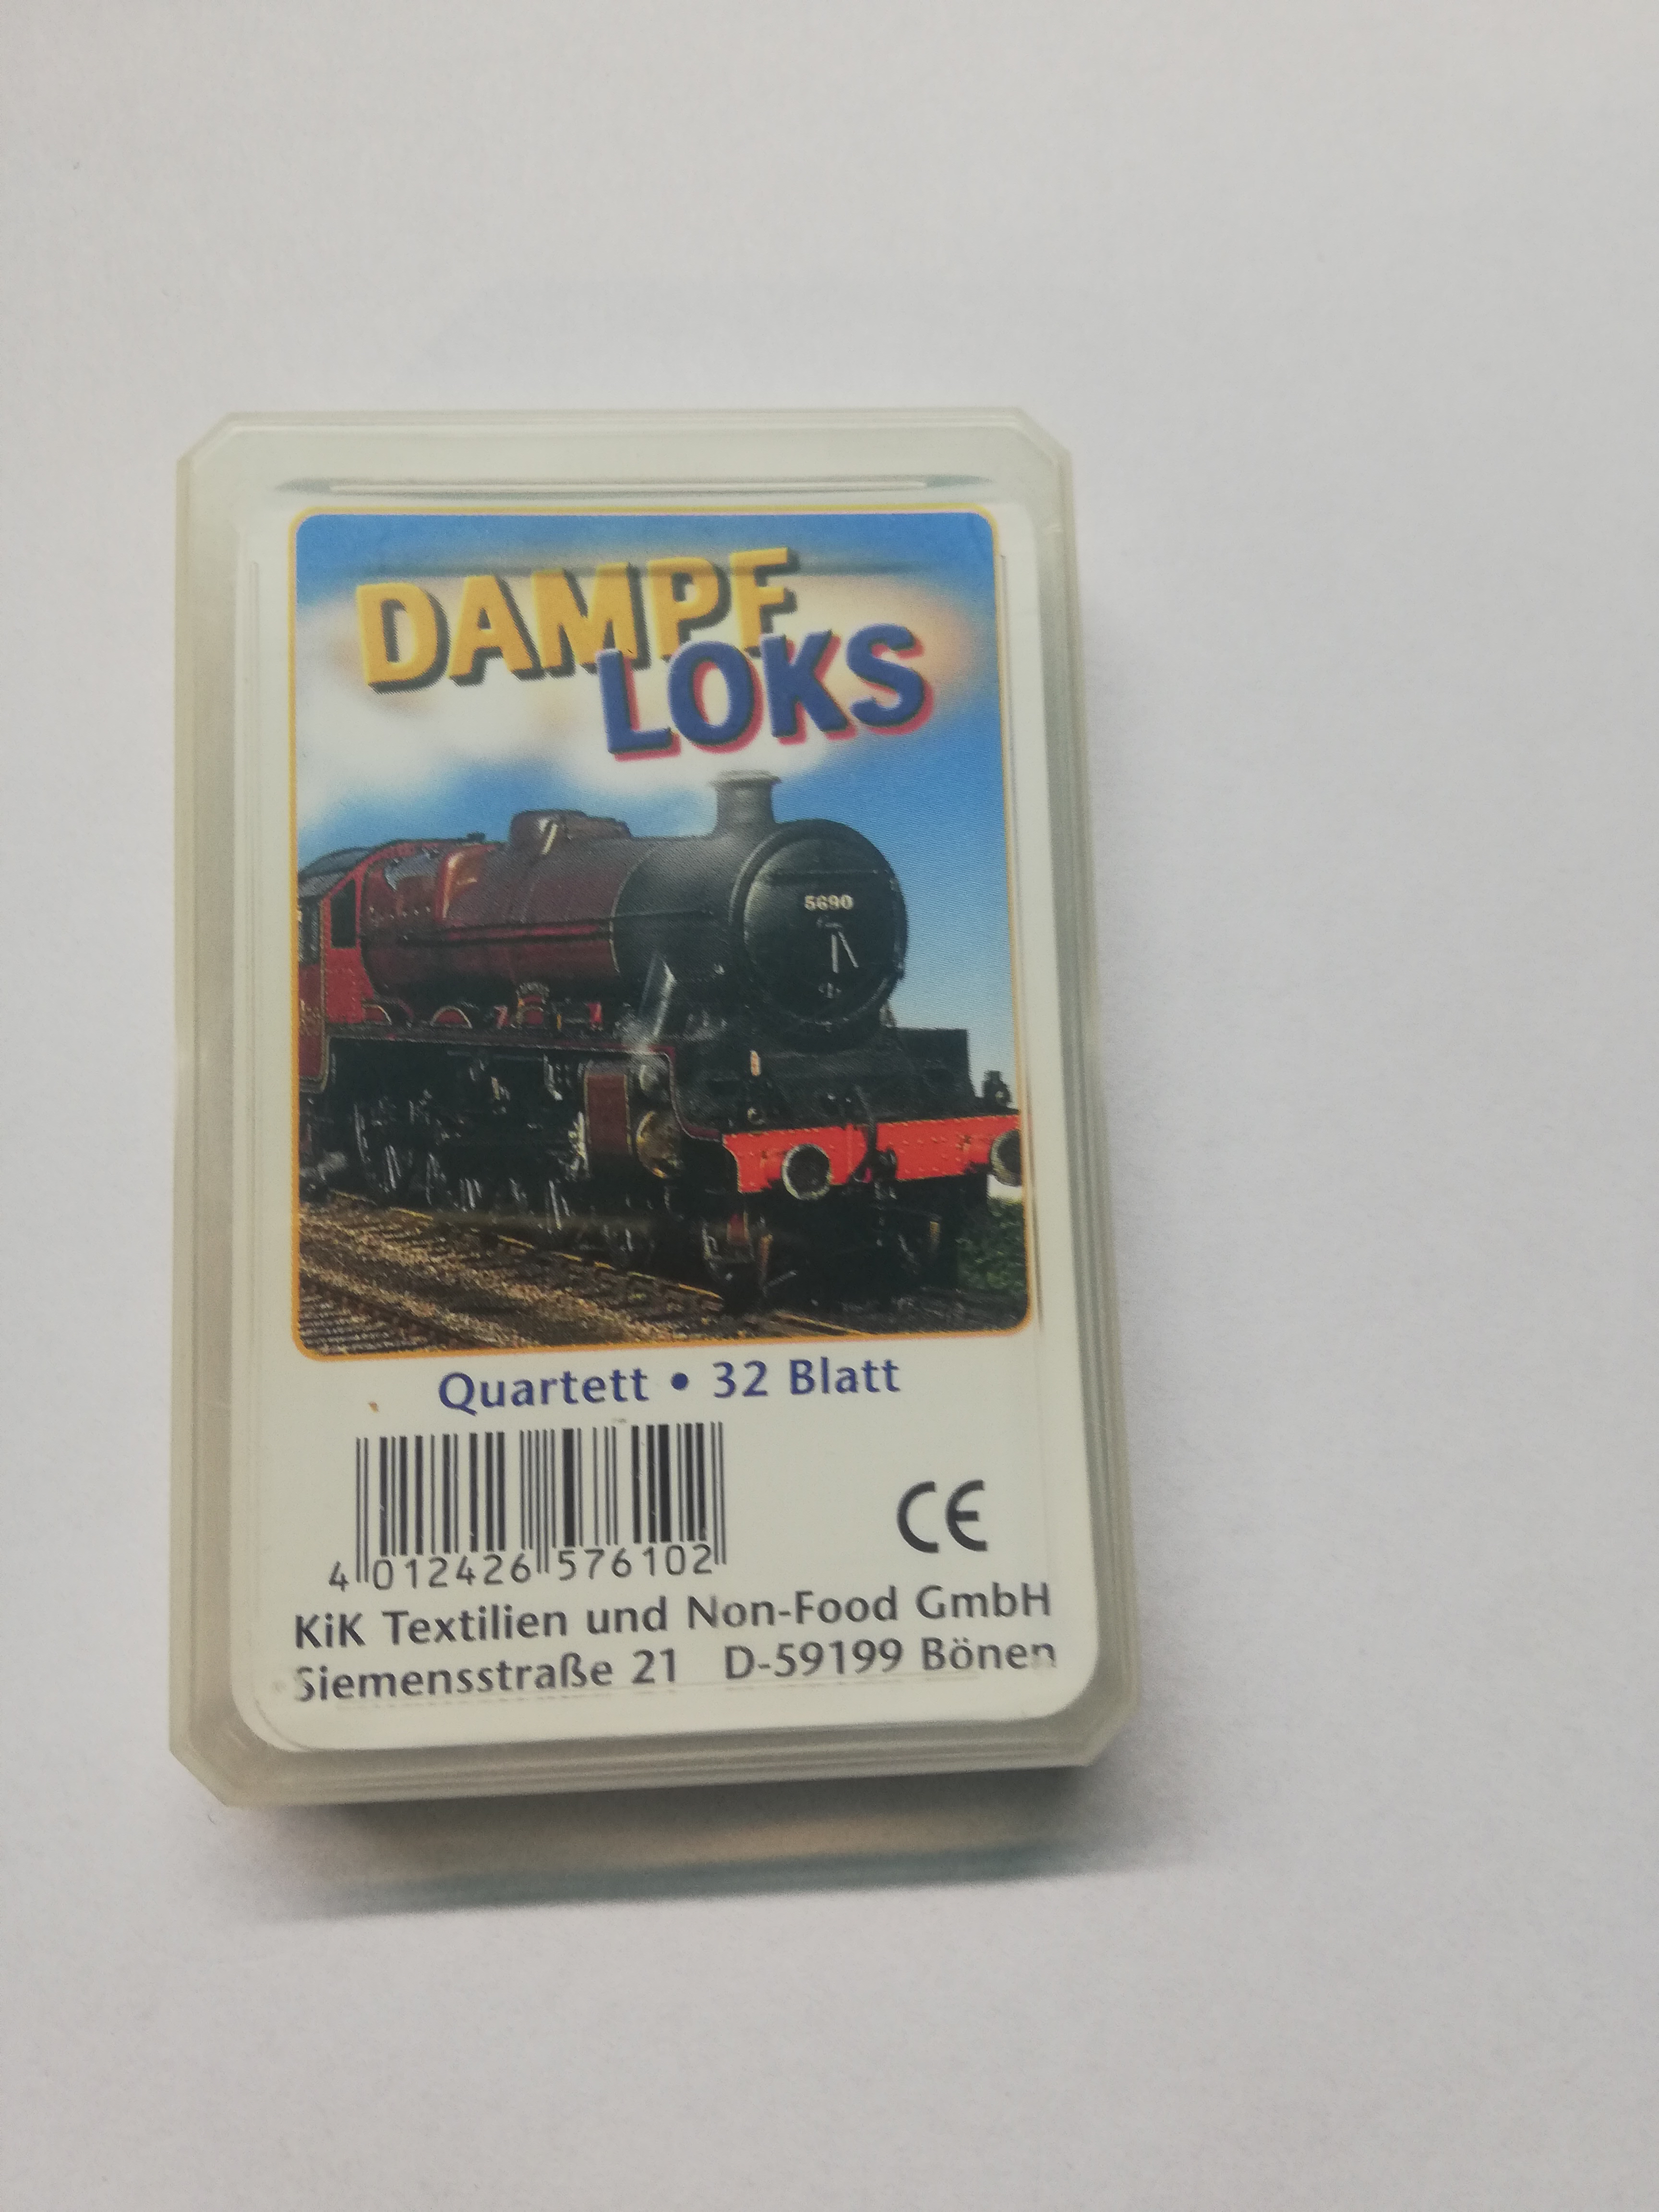 DAMPF
LOKS
5690
Quartett • 32 Blatt
CE
4 012426 576102
KiK Textilien und Non-Food GmbH
Siemensstraße 21 D-59199 Bönen